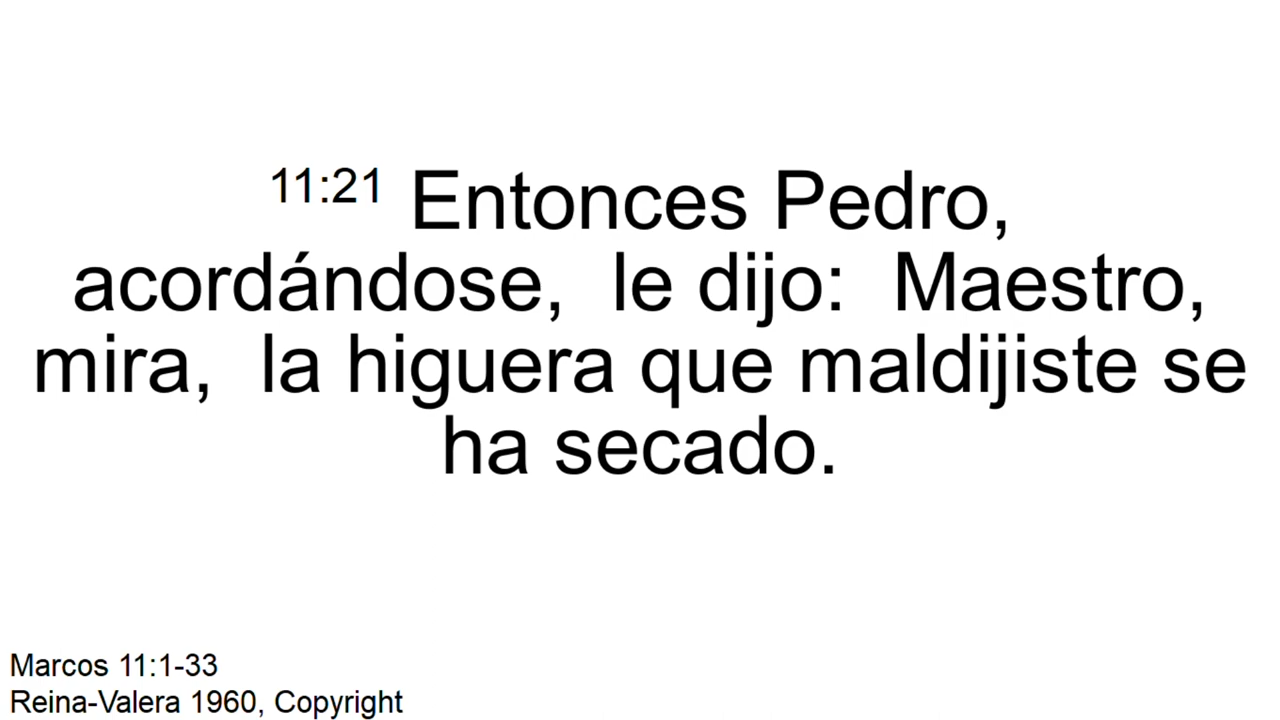 11:21 Entonces Pedro,
acordándose,  le dijo:  Maestro,
mira,  la higuera que maldijiste se
ha secado.
Marcos 11:1-33
Reina-Valera 1960, Copyright